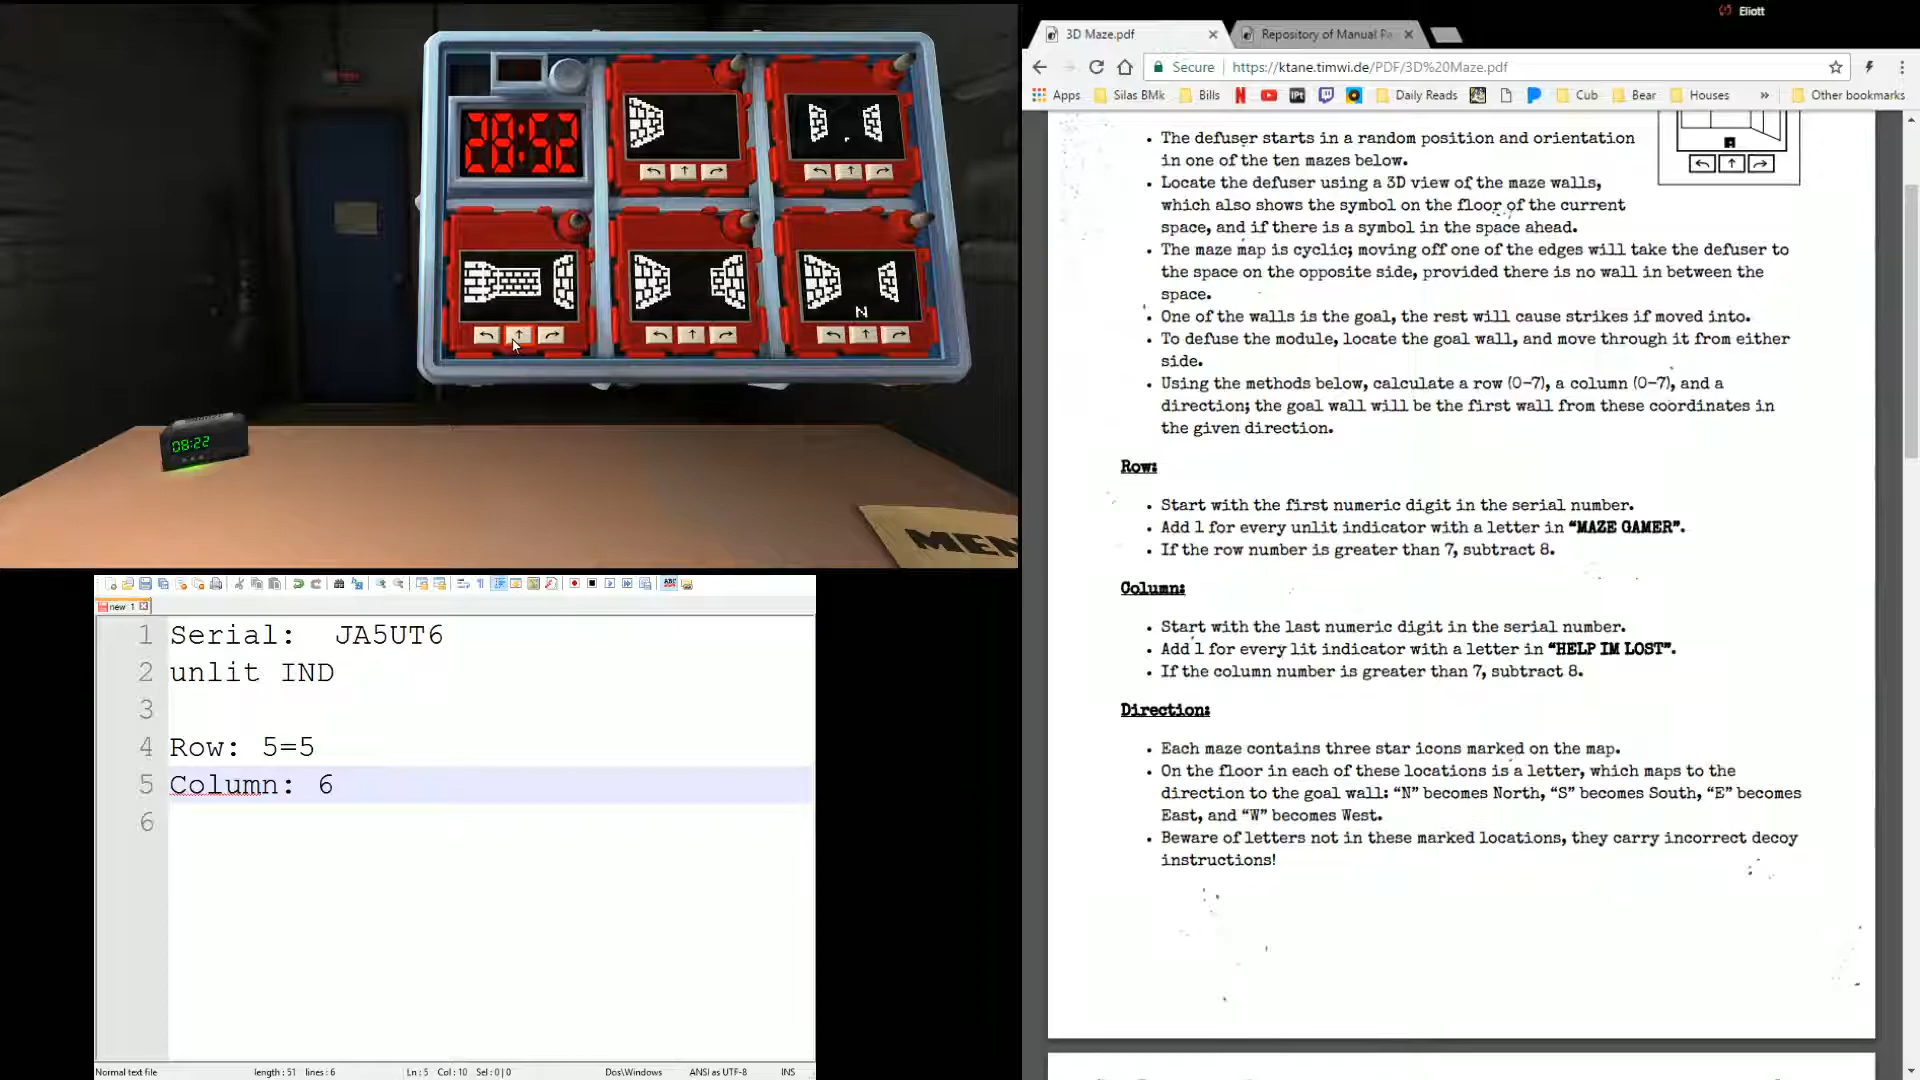 Eliott
3D Maze.pdf
Repository of Manual Pa
Secure
https://ktane.timwi.de/PDF/3D%20Maze.pdf
Apps
Silas BMk
Bills
Daily Reads
Cub
Bear
Houses
»
Other bookmarks
28:52
N
08:22
• The defuser starts in a random position and orientation
in one of the ten mazes below.
• Locate the defuser using a 3D view of the maze walls,
which also shows the symbol on the floor of the current
space, and if there is a symbol in the space ahead.
• The maze map is cyclic; moving off one of the edges will take the defuser to
the space on the opposite side, provided there is no wall in between the
space.
• One of the walls is the goal, the rest will cause strikes if moved into.
• To defuse the module, locate the goal wall, and move through it from either
side.
• Using the methods below, calculate a row (0-7), a column (0-7), and a
direction; the goal wall will be the first wall from these coordinates in
the given direction.
Row:
• Start with the first numeric digit in the serial number.
• Add 1 for every unlit indicator with a letter in “MAZE GAMER”.
• If the row number is greater than 7, subtract 8.
Column:
• Start with the last numeric digit in the serial number.
• Add 1 for every lit indicator with a letter in “HELP IM LOST”.
• If the column number is greater than 7, subtract 8.
Direction:
• Each maze contains three star icons marked on the map.
• On the floor in each of these locations is a letter, which maps to the
direction to the goal wall: “N” becomes North, “S” becomes South, “E” becomes
East, and “W” becomes West.
• Beware of letters not in these marked locations, they carry incorrect decoy
instructions!
MEN
new 1
1 Serial:  JA5UT6
2 unlit IND
3
4 Row: 5=5
5 Column: 6
6
Normal text file
length : 51 lines : 6
Ln : 5 Col : 10 Sel : 0 | 0
Dos\Windows
ANSI as UTF-8
INS